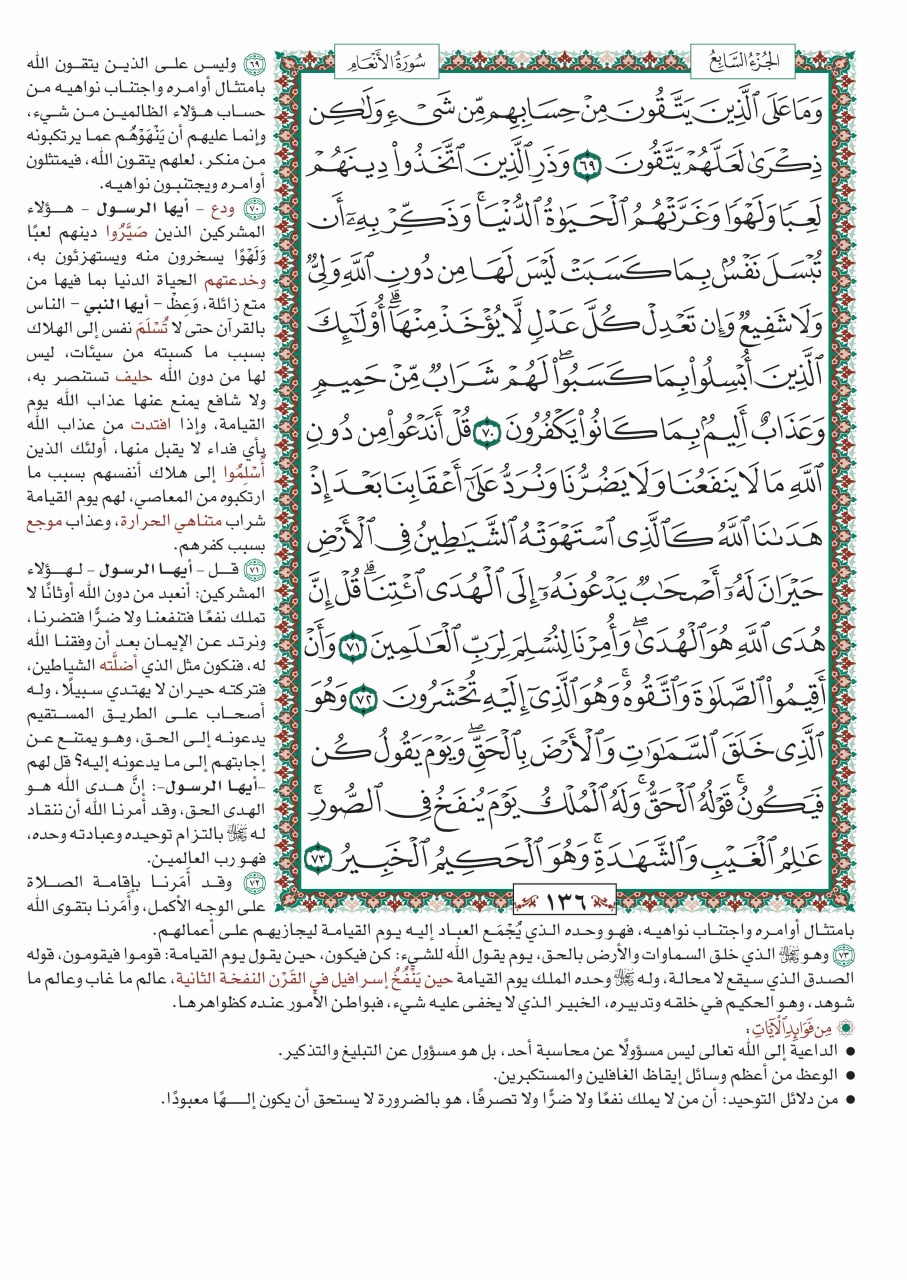 سُورَةُ الأَنْعَامِ
الجُزْءُ السَّابِعُ
وَمَا عَلَى ٱلَّذِينَ يَتَّقُونَ مِنْ حِسَابِهِم مِّن شَىْءٍ وَلَٰكِن
ذِكْرَىٰ لَعَلَّهُمْ يَتَّقُونَ ٦٩ وَذَرِ ٱلَّذِينَ ٱتَّخَذُوا۟ دِينَهُمْ
لَعِبًا وَلَهْوًا وَغَرَّتْهُمُ ٱلْحَيَوٰةُ ٱلدُّنْيَا ۚ وَذَكِّرْ بِهِۦٓ أَن
تُبْسَلَ نَفْسٌۢ بِمَا كَسَبَتْ لَيْسَ لَهَا مِن دُونِ ٱللَّهِ وَلِىٌّ
وَلَا شَفِيعٌ وَإِن تَعْدِلْ كُلَّ عَدْلٍ لَّا يُؤْخَذْ مِنْهَآ ۗ أُو۟لَٰٓئِكَ
ٱلَّذِينَ أُبْسِلُوا۟ بِمَا كَسَبُوا۟ ۖ لَهُمْ شَرَابٌ مِّنْ حَمِيمٍ
وَعَذَابٌ أَلِيمٌۢ بِمَا كَانُوا۟ يَكْفُرُونَ ٧٠ قُلْ أَنَدْعُوا۟ مِن دُونِ
ٱللَّهِ مَا لَا يَنفَعُنَا وَلَا يَضُرُّنَا وَنُرَدُّ عَلَىٰٓ أَعْقَابِنَا بَعْدَ إِذْ
هَدَىٰنَا ٱللَّهُ كَٱلَّذِى ٱسْتَهْوَتْهُ ٱلشَّيَٰطِينُ فِى ٱلْأَرْضِ
حَيْرَانَ لَهُۥٓ أَصْحَٰبٌ يَدْعُونَهُۥٓ إِلَى ٱلْهُدَى ٱئْتِنَا ۗ قُلْ إِنَّ
هُدَى ٱللَّهِ هُوَ ٱلْهُدَىٰ ۖ وَأُمِرْنَا لِنُسْلِمَ لِرَبِّ ٱلْعَٰلَمِينَ ٧١ وَأَنْ
أَقِيمُوا۟ ٱلصَّلَوٰةَ وَٱتَّقُوهُ ۚ وَهُوَ ٱلَّذِىٓ إِلَيْهِ تُحْشَرُونَ ٧٢ وَهُوَ
ٱلَّذِى خَلَقَ ٱلسَّمَٰوَٰتِ وَٱلْأَرْضَ بِٱلْحَقِّ ۖ وَيَوْمَ يَقُولُ كُن
فَيَكُونُ ۚ قَوْلُهُ ٱلْحَقُّ ۚ وَلَهُ ٱلْمُلْكُ يَوْمَ يُنفَخُ فِى ٱلصُّورِ ۚ
عَٰلِمُ ٱلْغَيْبِ وَٱلشَّهَٰدَةِ ۚ وَهُوَ ٱلْحَكِيمُ ٱلْخَبِيرُ ٧٣
١٣٦
٦٩ وليس على الذين يتقون الله
بامتثال أوامره واجتناب نواهيه من
حساب هؤلاء الظالمين من شيء،
وإنما عليهم أن يَنْهَوْهُم عما يرتكبونه
من منكر، لعلهم يتقون الله، فيمتثلون
أوامره ويجتنبون نواهيه.
٧٠ ودع – أيها الرسول – هؤلاء
المشركين الذين صَيَّرُوا دينهم لعبًا
وَلَهْوًا يسخرون منه ويستهزئون به،
وخدعتهم الحياة الدنيا بما فيها من
متع زائلة، وَعِظْ – أيها النبي – الناس
بالقرآن حتى لا تُسْلَمَ نفس إلى الهلاك
بسبب ما كسبته من سيئات، ليس
لها من دون الله حليف تستنصر به،
ولا شافع يمنع عنها عذاب الله يوم
القيامة، وإذا افتدت من عذاب الله
بأي فداء لا يقبل منها، أولئك الذين
أُسْلِمُوا إلى هلاك أنفسهم بسبب ما
ارتكبوه من المعاصي، لهم يوم القيامة
شراب متناهي الحرارة، وعذاب موجع
بسبب كفرهم.
٧١ قل – أيها الرسول – لهؤلاء
المشركين: أنعبد من دون الله أوثانًا لا
تملك نفعًا فتنفعنا ولا ضرًّا فتضرنا،
ونرتد عن الإيمان بعد أن وفقنا الله
له، فنكون مثل الذي أضلَّته الشياطين،
فتركته حيران لا يهتدي سبيلًا، وله
أصحاب على الطريق المستقيم
يدعونه إلى الحق، وهو يمتنع عن
إجابتهم إلى ما يدعونه إليه؟ قل لهم
-أيها الرسول-: إنَّ هدى الله هو
الهدى الحق، وقد أمرنا الله أن ننقاد
له ﷻ بالتزام توحيده وعبادته وحده،
فهو رب العالمين.
٧٢ وقد أَمَرنا بإقامة الصلاة
على الوجه الأكمل، وأَمَرنا بتقوى الله
بامتثال أوامره واجتناب نواهيه، فهو وحده الذي يُجْمَع العباد إليه يوم القيامة ليجازيهم على أعمالهم.
٧٣ وهو ﷻ الذي خلق السماوات والأرض بالحق، يوم يقول الله للشيء: كن فيكون، حين يقول يوم القيامة: قوموا فيقومون، قوله
الصدق الذي سيقع لا محالة، وله ﷻ وحده الملك يوم القيامة حين يَنْفُخُ إسرافيل في القَرْن النفخة الثانية، عالم ما غاب وعالم ما
شوهد، وهو الحكيم في خلقه وتدبيره، الخبير الذي لا يخفى عليه شيء، فبواطن الأمور عنده كظواهرها.
مِن فَوَائِدِ الْآيَاتِ:
● الداعية إلى الله تعالى ليس مسؤولًا عن محاسبة أحد، بل هو مسؤول عن التبليغ والتذكير.
● الوعظ من أعظم وسائل إيقاظ الغافلين والمستكبرين.
● من دلائل التوحيد: أن من لا يملك نفعًا ولا ضرًّا ولا تصرفًا، هو بالضرورة لا يستحق أن يكون إلـــهًا معبودًا.